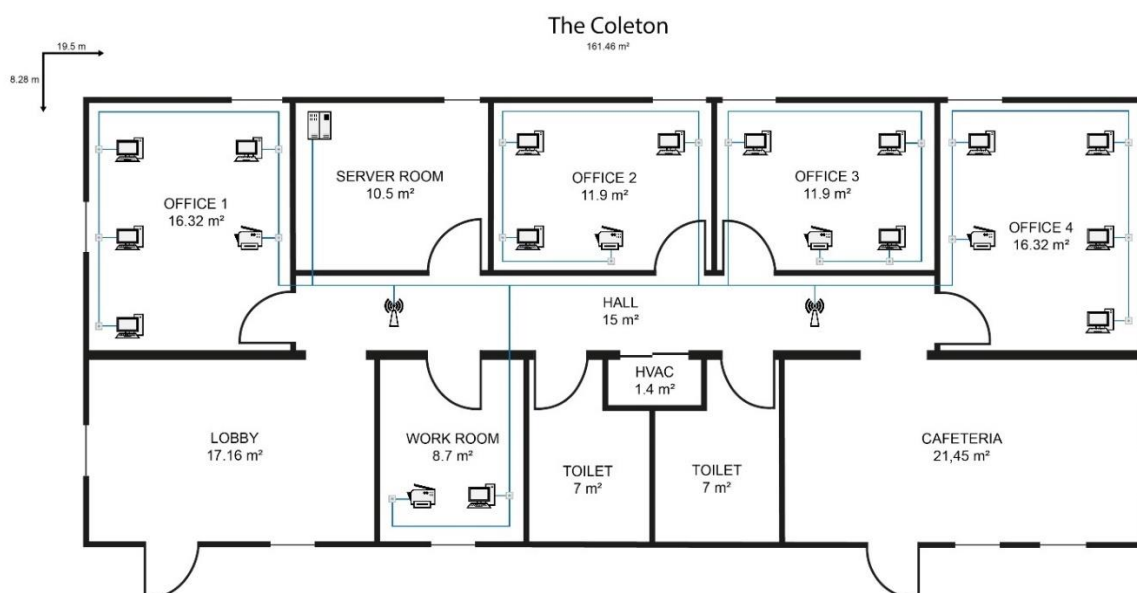 The Coleton
161.46 m²
19.5 m
8.28 m
OFFICE 1
16.32 m²
SERVER ROOM
10.5 m²
OFFICE 2
11.9 m²
OFFICE 3
11.9 m²
OFFICE 4
16.32 m²
HALL
15 m²
HVAC
1.4 m²
LOBBY
17.16 m²
WORK ROOM
8.7 m²
TOILET
7 m²
TOILET
7 m²
CAFETERIA
21,45 m²